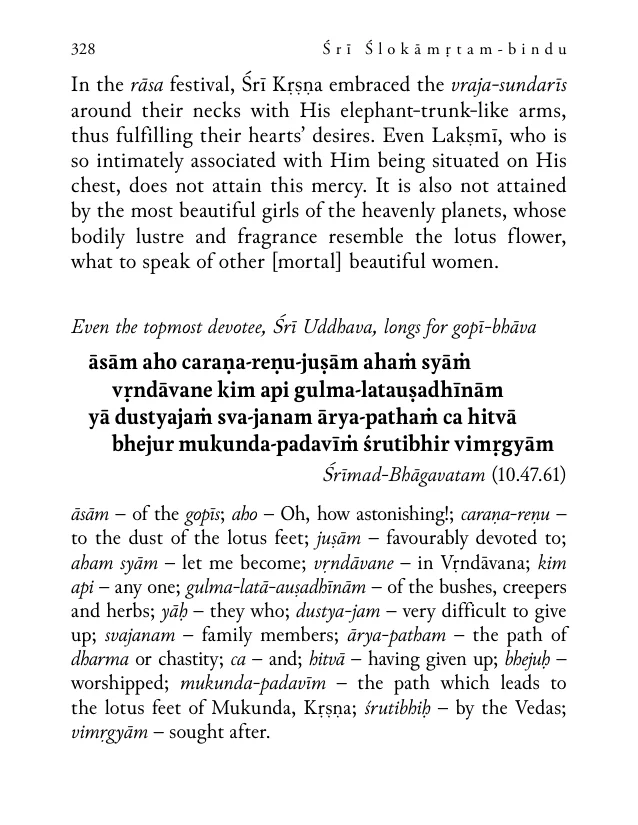 328 Śrī Ślokāmṛtam-bindu
In the rāsa festival, Śrī Kṛṣṇa embraced the vraja-sundarīs
around their necks with His elephant-trunk-like arms,
thus fulfilling their hearts’ desires. Even Lakṣmī, who is
so intimately associated with Him being situated on His
chest, does not attain this mercy. It is also not attained
by the most beautiful girls of the heavenly planets, whose
bodily lustre and fragrance resemble the lotus flower,
what to speak of other [mortal] beautiful women.
Even the topmost devotee, Śrī Uddhava, longs for gopī-bhāva
āsām aho caraṇa-reṇu-juṣām ahaṁ syāṁ
vṛndāvane kim api gulma-latauṣadhīnām
yā dustyajaṁ sva-janam ārya-pathaṁ ca hitvā
bhejur mukunda-padavīṁ śrutibhir vimṛgyām
Śrīmad-Bhāgavatam (10.47.61)
āsām – of the gopīs; aho – Oh, how astonishing!; caraṇa-reṇu –
to the dust of the lotus feet; juṣām – favourably devoted to;
aham syām – let me become; vṛndāvane – in Vṛndāvana; kim
api – any one; gulma-latā-auṣadhīnām – of the bushes, creepers
and herbs; yāḥ – they who; dustya-jam – very difficult to give
up; svajanam – family members; ārya-patham – the path of
dharma or chastity; ca – and; hitvā – having given up; bhejuḥ –
worshipped; mukunda-padavīm – the path which leads to
the lotus feet of Mukunda, Kṛṣṇa; śrutibhiḥ – by the Vedas;
vimṛgyām – sought after.